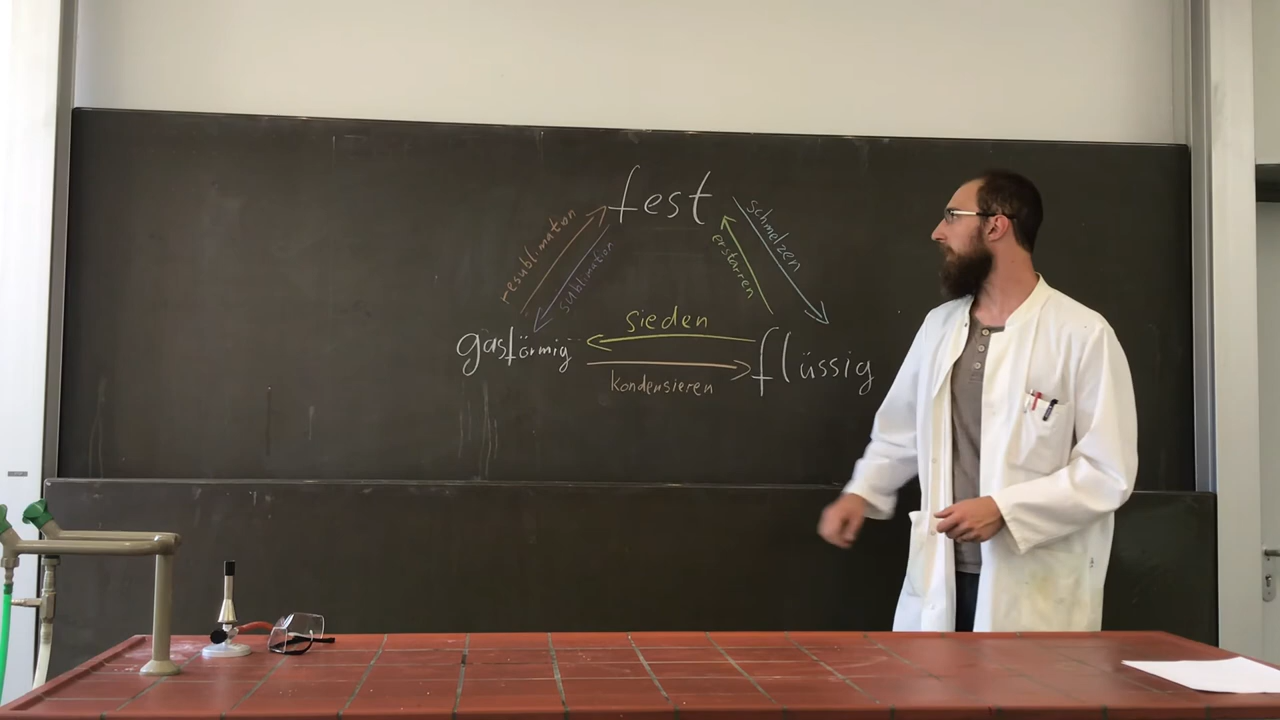 fest
resublimation
sublimation
erstarren
schmelzen
sieden
gasförmig
flüssig
kondensieren